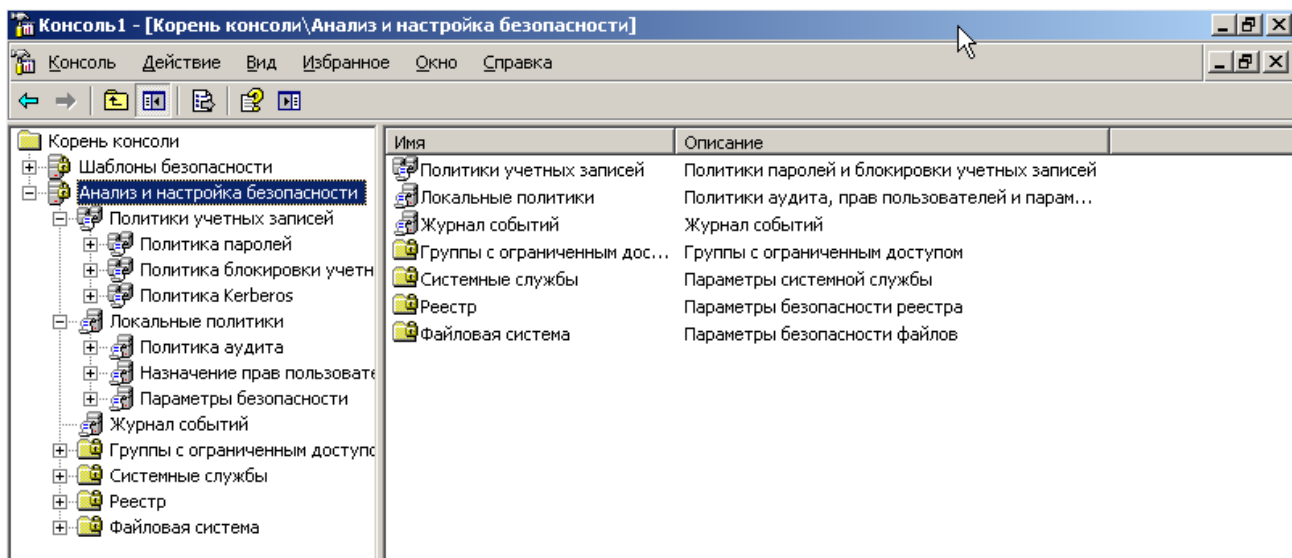 Консоль1 - [Корень консоли\Анализ и настройка безопасности]
Консоль Действие Вид Избранное Окно Справка
Корень консоли
Шаблоны безопасности
Анализ и настройка безопасности
Политики учетных записей
Политика паролей
Политика блокировки учетн
Политика Kerberos
Локальные политики
Политика аудита
Назначение прав пользовате
Параметры безопасности
Журнал событий
Группы с ограниченным доступо
Системные службы
Реестр
Файловая система
Имя Описание
Политики учетных записей Политики паролей и блокировки учетных записей
Локальные политики Политики аудита, прав пользователей и парам...
Журнал событий Журнал событий
Группы с ограниченным дос... Группы с ограниченным доступом
Системные службы Параметры системной службы
Реестр Параметры безопасности реестра
Файловая система Параметры безопасности файлов